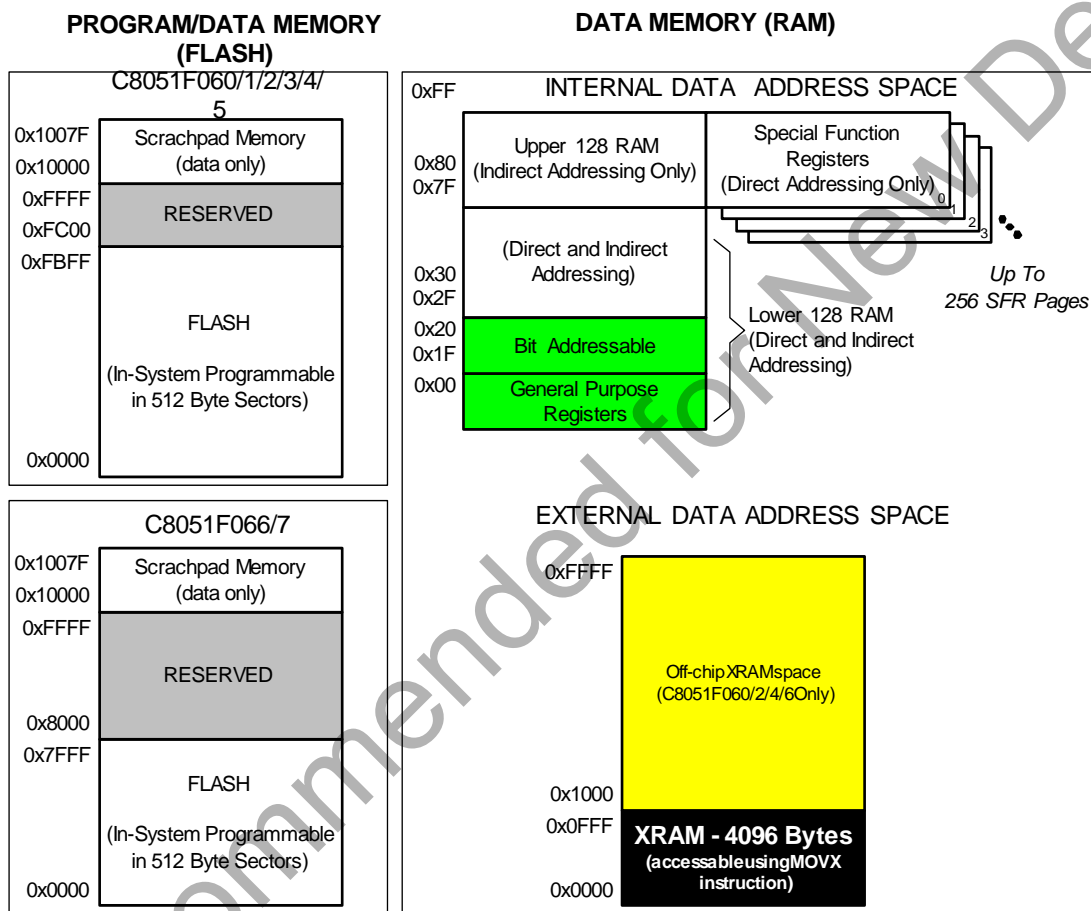 PROGRAM/DATA MEMORY
(FLASH)
C8051F060/1/2/3/4/
5
0x1007F
0x10000
0xFFFF
0xFC00
0xFBFF
0x0000
Scrachpad Memory
(data only)
RESERVED
FLASH
(In-System Programmable
in 512 Byte Sectors)
C8051F066/7
0x1007F
0x10000
0xFFFF
0x8000
0x7FFF
0x0000
Scrachpad Memory
(data only)
RESERVED
FLASH
(In-System Programmable
in 512 Byte Sectors)
DATA MEMORY (RAM)
INTERNAL DATA ADDRESS SPACE
0xFF
0x80
0x7F
0x30
0x2F
0x20
0x1F
0x00
Upper 128 RAM
(Indirect Addressing Only)
Special Function
Registers
(Direct Addressing Only)
0
1
2
3
Up To
256 SFR Pages
(Direct and Indirect
Addressing)
Bit Addressable
General Purpose
Registers
Lower 128 RAM
(Direct and Indirect
Addressing)
EXTERNAL DATA ADDRESS SPACE
0xFFFF
0x1000
0x0FFF
0x0000
Off-chipXRAMspace
(C8051F060/2/4/6Only)
XRAM - 4096 Bytes
(accessableusingMOVX
instruction)
ommended for New De